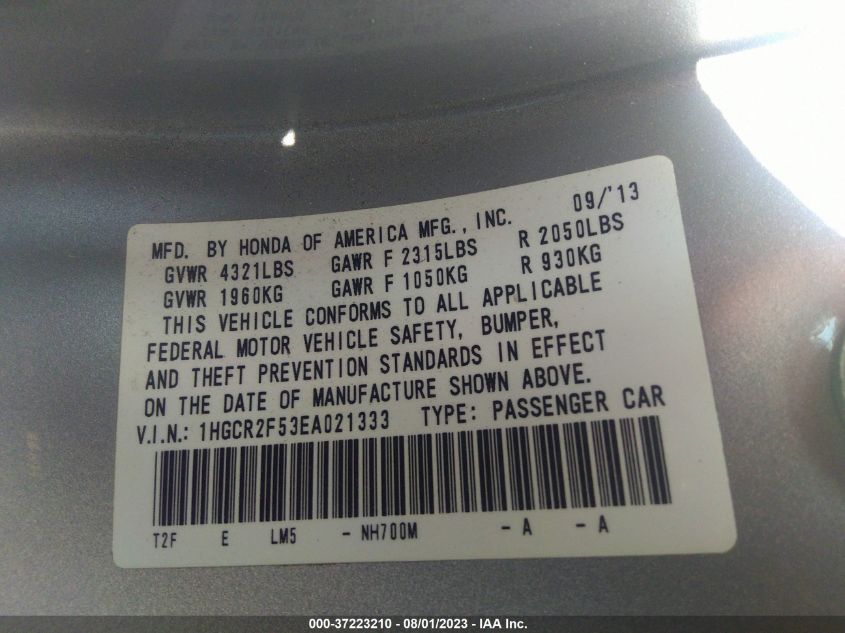 09/'13
MFD. BY HONDA OF AMERICA MFG., INC.
GVWR 4321LBS GAWR F 2315LBS R 2050LBS
GVWR 1960KG GAWR F 1050KG R 930KG
THIS VEHICLE CONFORMS TO ALL APPLICABLE
FEDERAL MOTOR VEHICLE SAFETY, BUMPER,
AND THEFT PREVENTION STANDARDS IN EFFECT
ON THE DATE OF MANUFACTURE SHOWN ABOVE.
V.I.N.: 1HGCR2F53EA021333 TYPE: PASSENGER CAR
T2F E LM5 - NH700M - A - A
000-37223210 - 08/01/2023 - IAA Inc.